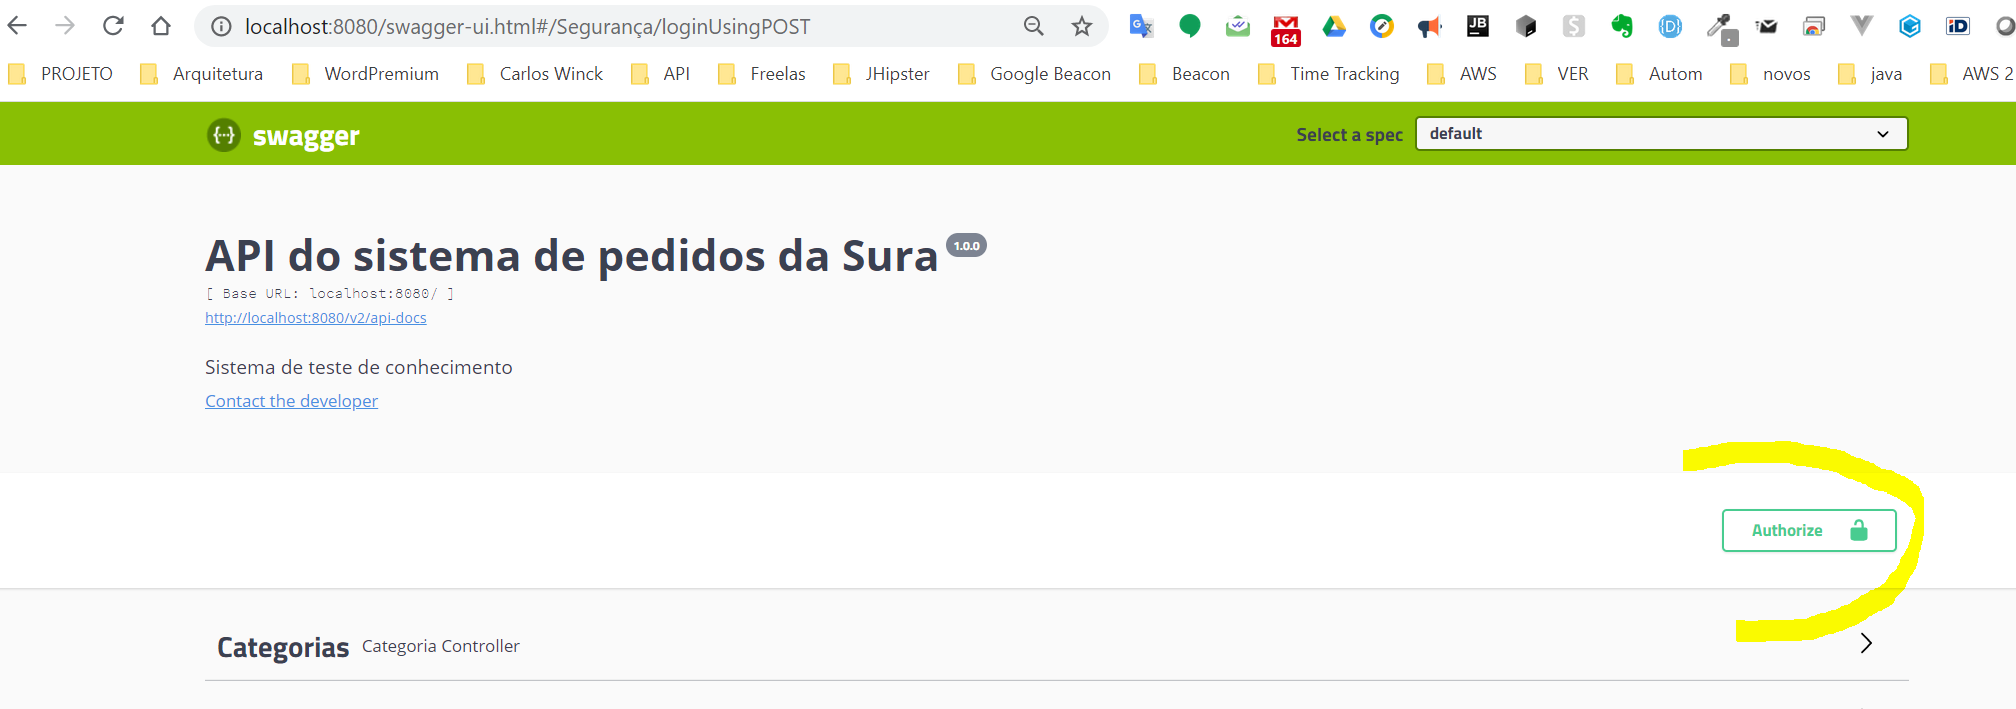 localhost:8080/swagger-ui.html#/Segurança/loginUsingPOST
164
PROJETO Arquitetura WordPremium Carlos Winck API Freelas JHipster Google Beacon Beacon Time Tracking AWS VER Autom novos java AWS 2
{···} swagger Select a spec default
API do sistema de pedidos da Sura 1.0.0
[ Base URL: localhost:8080/ ]
http://localhost:8080/v2/api-docs
Sistema de teste de conhecimento
Contact the developer
Authorize
Categorias Categoria Controller